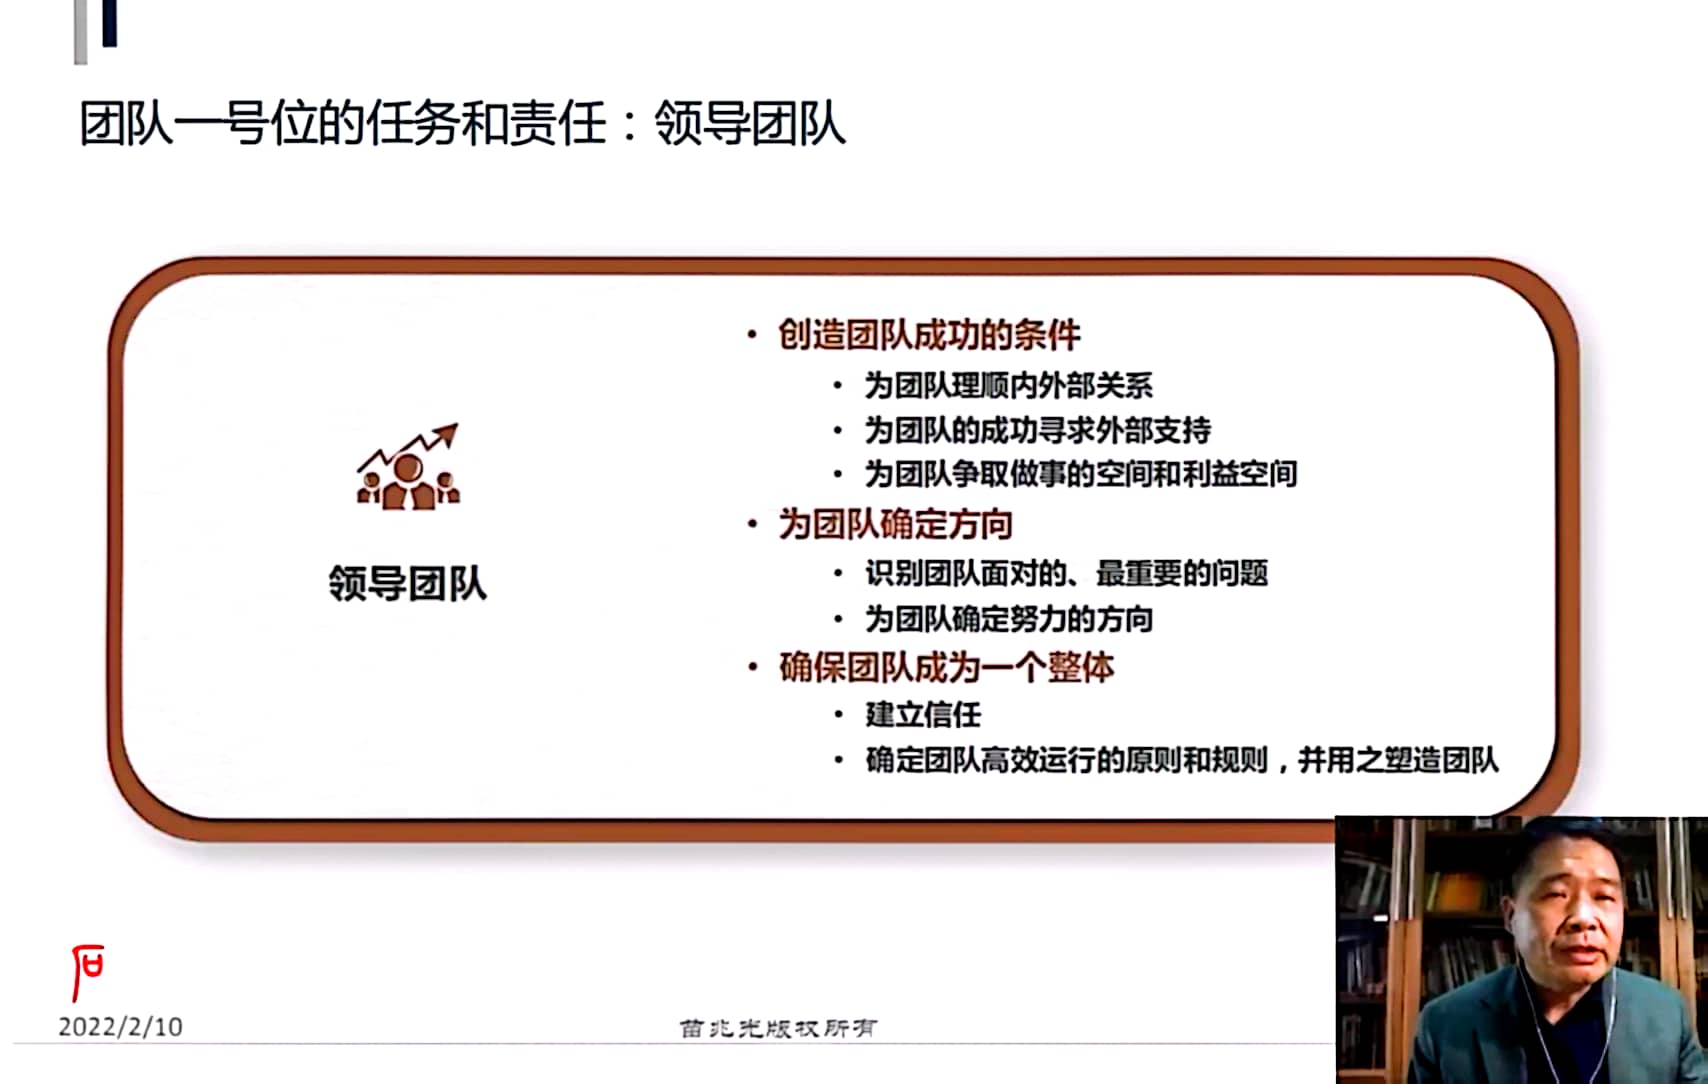 团队一号位的任务和责任：领导团队
领导团队
• 创造团队成功的条件
• 为团队理顺内外部关系
• 为团队的成功寻求外部支持
• 为团队争取做事的空间和利益空间
• 为团队确定方向
• 识别团队面对的、最重要的问题
• 为团队确定努力的方向
• 确保团队成为一个整体
• 建立信任
• 确定团队高效运行的原则和规则，并用之塑造团队
2022/2/10
苗兆光版权所有